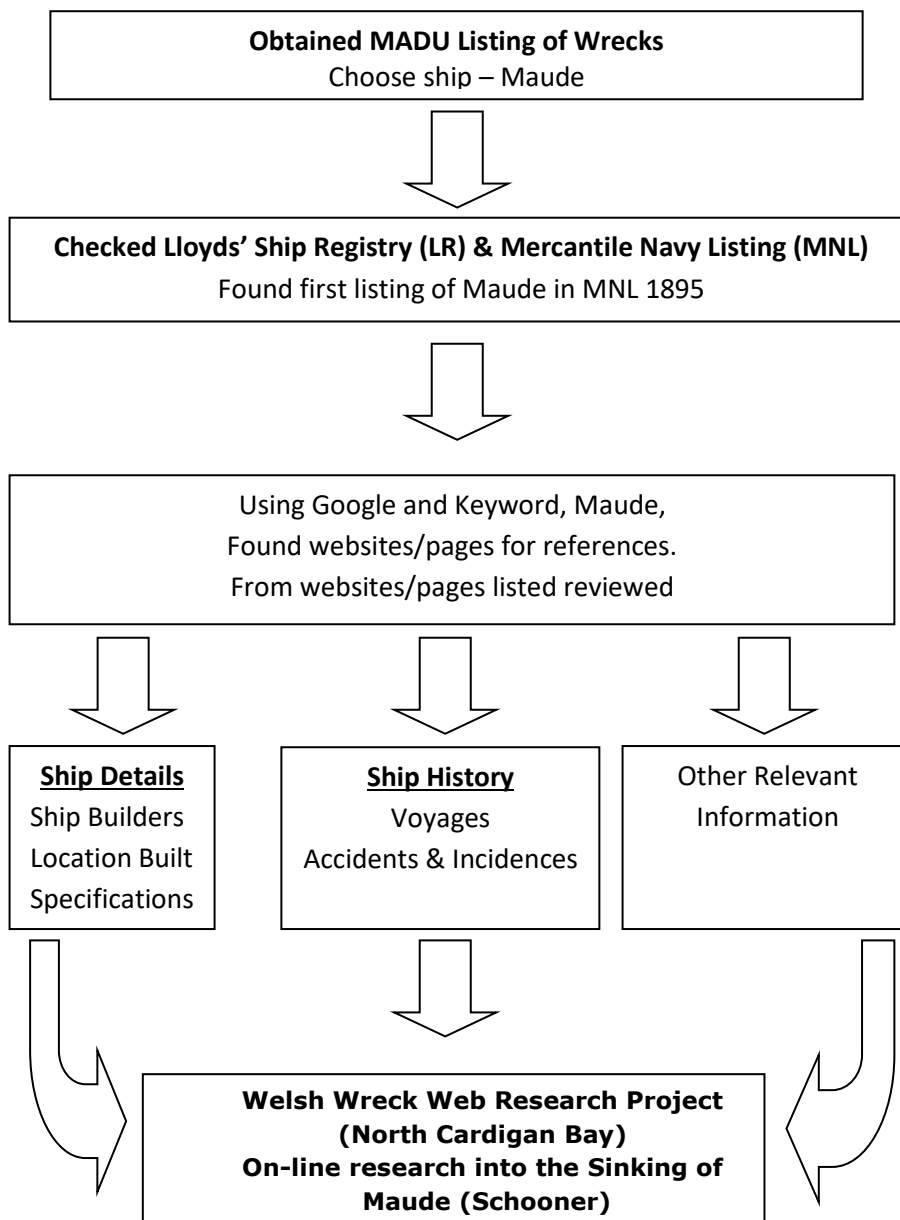 Obtained MADU Listing of Wrecks
Choose ship – Maude
Checked Lloyds’ Ship Registry (LR) & Mercantile Navy Listing (MNL)
Found first listing of Maude in MNL 1895
Using Google and Keyword, Maude,
Found websites/pages for references.
From websites/pages listed reviewed
Ship Details
Ship Builders
Location Built
Specifications
Ship History
Voyages
Accidents & Incidences
Other Relevant
Information
Welsh Wreck Web Research Project
(North Cardigan Bay)
On-line research into the Sinking of
Maude (Schooner)